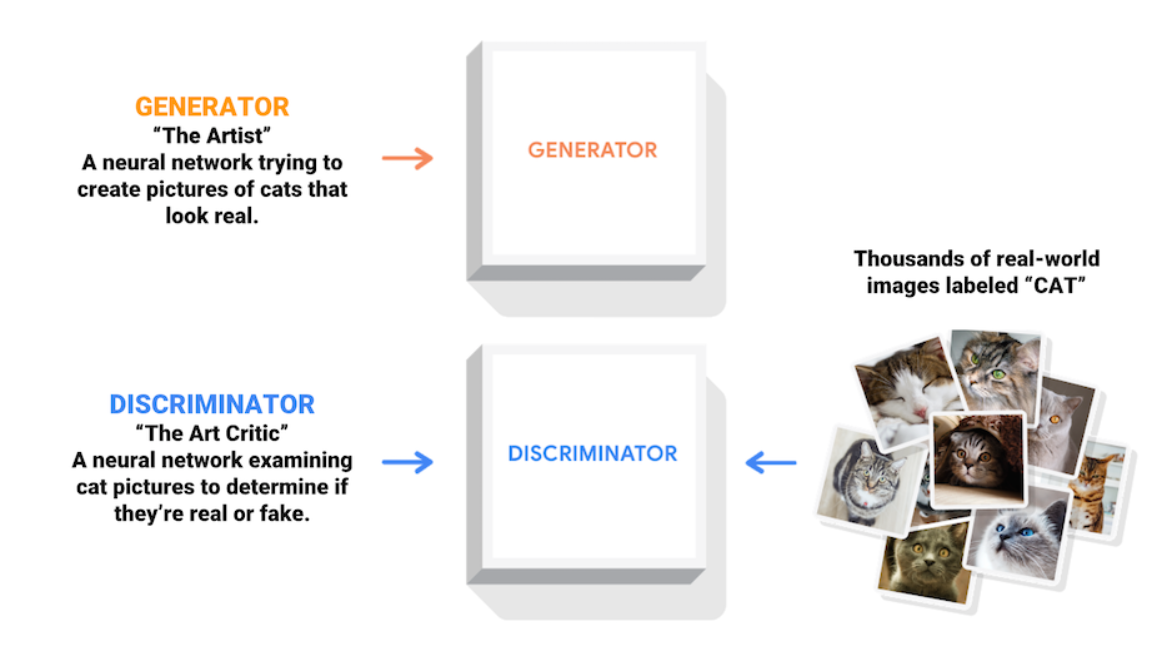 GENERATOR
“The Artist”
A neural network trying to
create pictures of cats that
look real.
GENERATOR
Thousands of real-world
images labeled “CAT”
DISCRIMINATOR
“The Art Critic”
A neural network examining
cat pictures to determine if
they’re real or fake.
DISCRIMINATOR